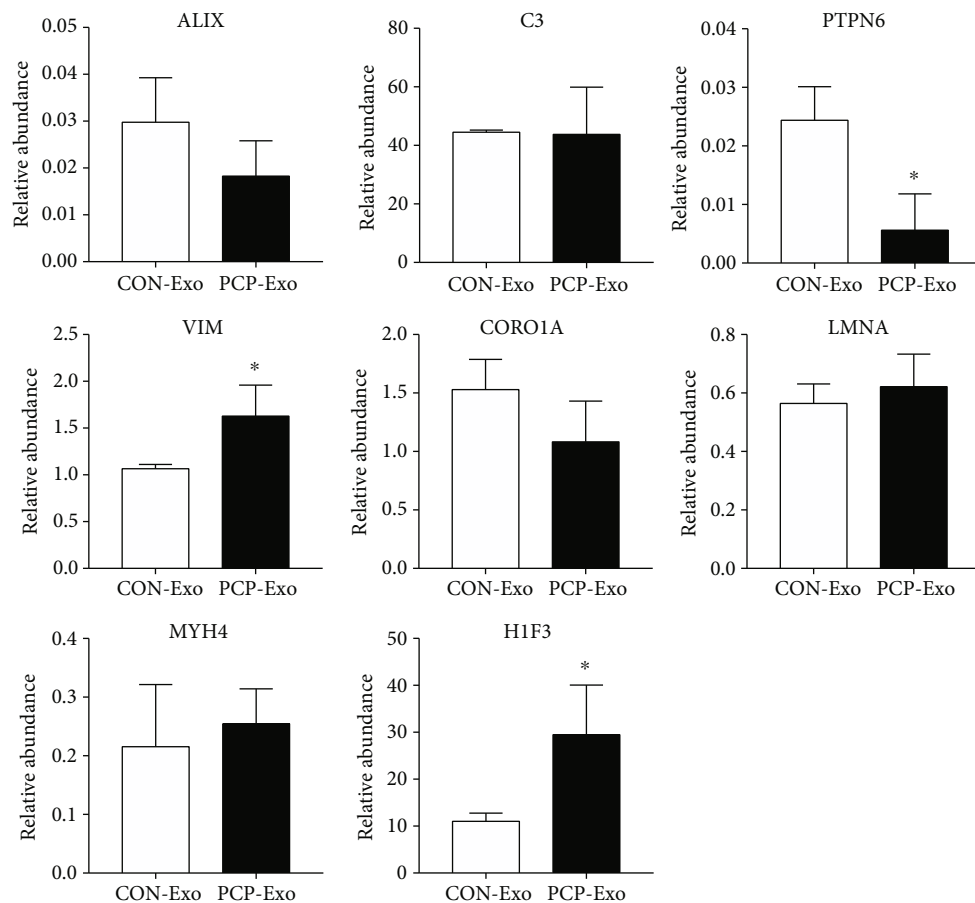 ALIX
Relative abundance
0.05
0.04
0.03
0.02
0.01
0.00
CON-Exo PCP-Exo
C3
Relative abundance
80
60
40
20
0
CON-Exo PCP-Exo
PTPN6
Relative abundance
0.04
0.03
0.02
0.01
0.00
*
CON-Exo PCP-Exo
VIM
Relative abundance
2.5
2.0
1.5
1.0
0.5
0.0
*
CON-Exo PCP-Exo
CORO1A
Relative abundance
2.0
1.5
1.0
0.5
0.0
CON-Exo PCP-Exo
LMNA
Relative abundance
0.8
0.6
0.4
0.2
0.0
CON-Exo PCP-Exo
MYH4
Relative abundance
0.4
0.3
0.2
0.1
0.0
CON-Exo PCP-Exo
H1F3
Relative abundance
50
40
30
20
10
0
*
CON-Exo PCP-Exo